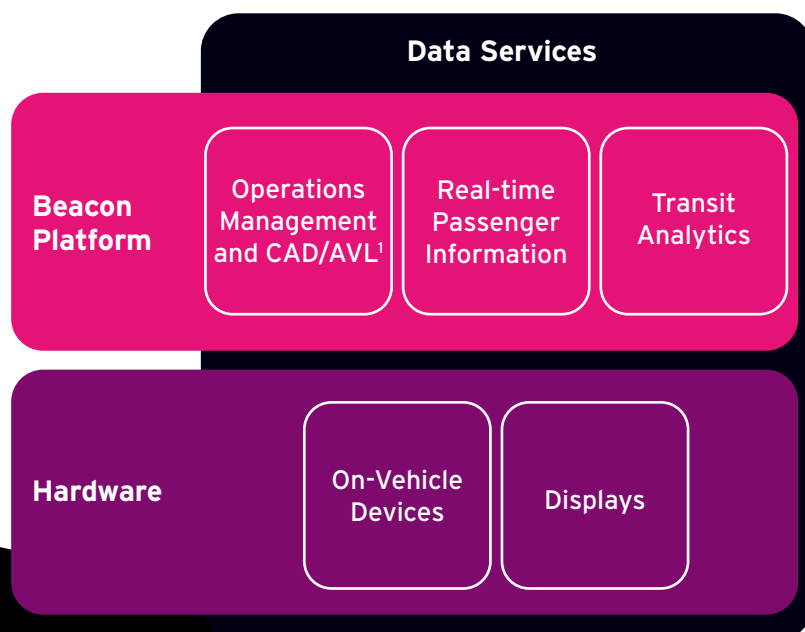 Data Services
Beacon
Platform
Operations
Management
and CAD/AVL¹
Real-time
Passenger
Information
Transit
Analytics
Hardware
On-Vehicle
Devices
Displays